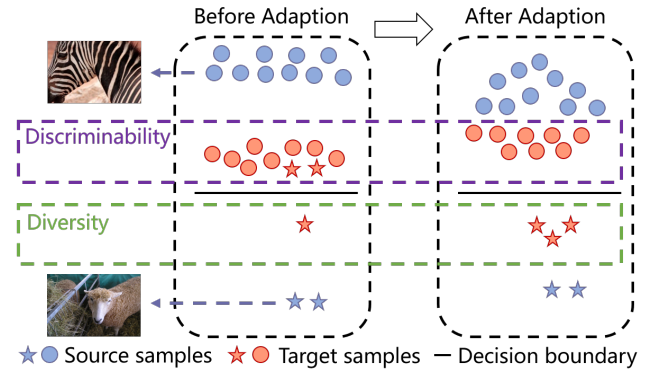 Before Adaption
After Adaption
Discriminability
Diversity
Source samples
Target samples
Decision boundary